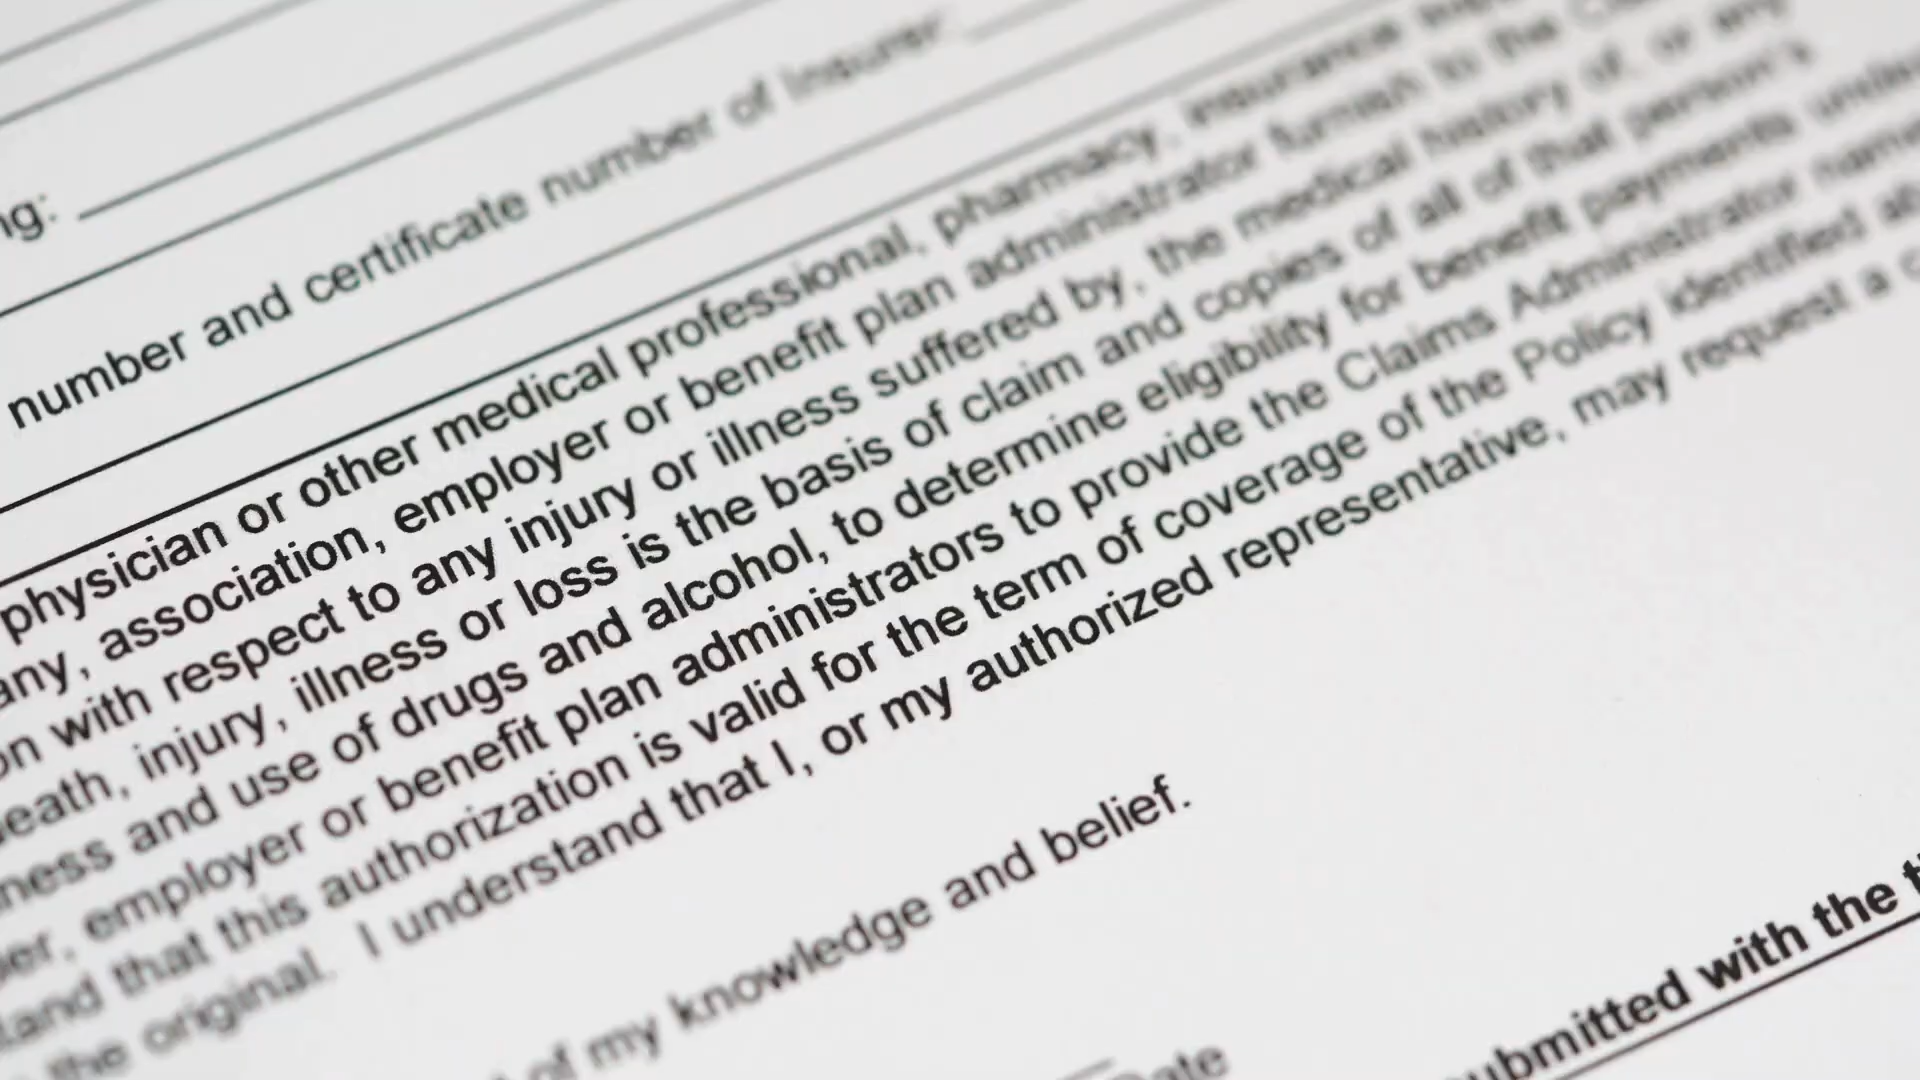 ng:
number and certificate number of Insurer:
physician or other medical professional, pharmacy, insurance
any, association, employer or benefit plan administrator furnish to the
on with respect to any injury or illness suffered by, the medical history of, or any
death, injury, illness or loss is the basis of claim and copies of all of that person's
ness and use of drugs and alcohol, to determine eligibility for benefit payments
er, employer or benefit plan administrators to provide the Claims Administrator
tand that this authorization is valid for the term of coverage of the Policy identified
the original. I understand that I, or my authorized representative, may request a
of my knowledge and belief.
Date
ubmitted with the